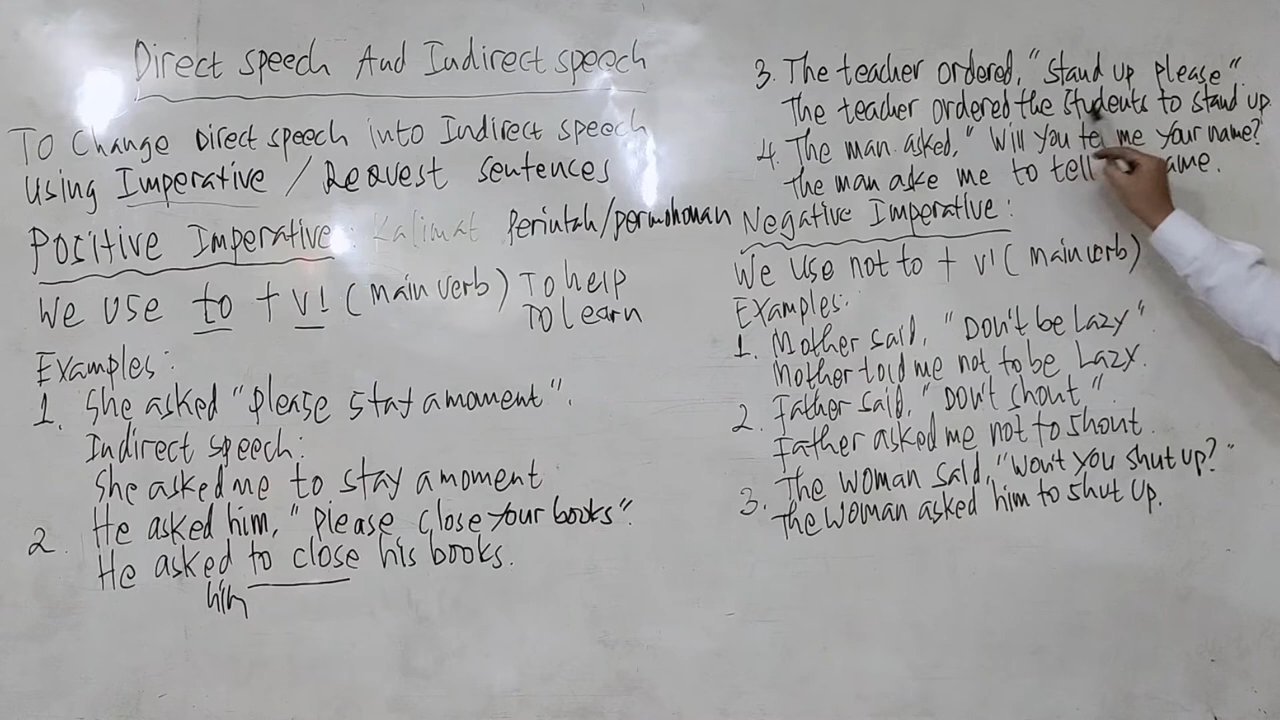 Direct speech And Indirect speech
To Change Direct speech into Indirect speech
Using Imperative / Request sentences
Positive Imperative : Kalimat Perintah/permohonan
We use to + V1 (main verb) To help
To learn
Examples:
1. She asked "please stay a moment".
Indirect speech:
She asked me to stay a moment
2. He asked him, "please close your books".
He asked to close his books.
him
3. The teacher ordered, "Stand up please"
The teacher ordered the students to stand up.
4. The man asked, "Will you tell me your name?
The man aske me to tell
Negative Imperative :
We use not to + V1 (main verb)
Examples:
1. Mother said, "Don't be Lazy".
Mother told me not to be Lazy.
2. Father said, "Don't shout".
Father asked me not to shout.
3. The woman said, "Won't you shut up?"
The woman asked him to shut up.